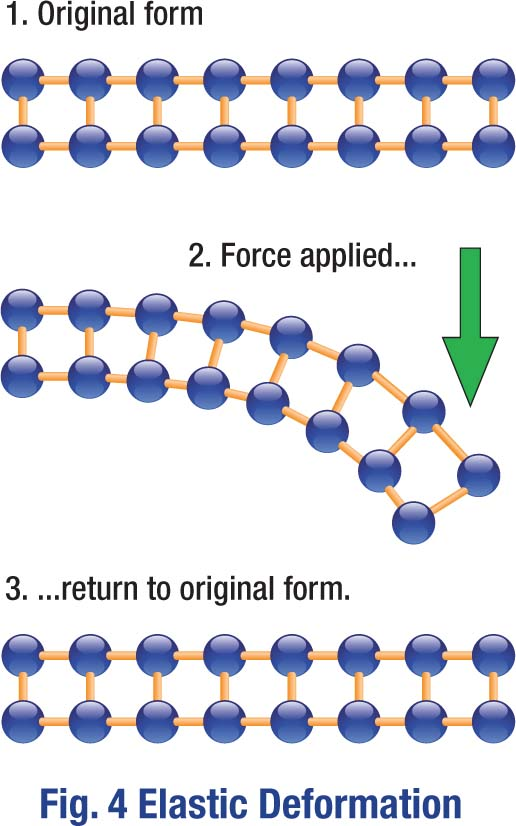 1. Original form
2. Force applied...
3. ...return to original form.
Fig. 4 Elastic Deformation